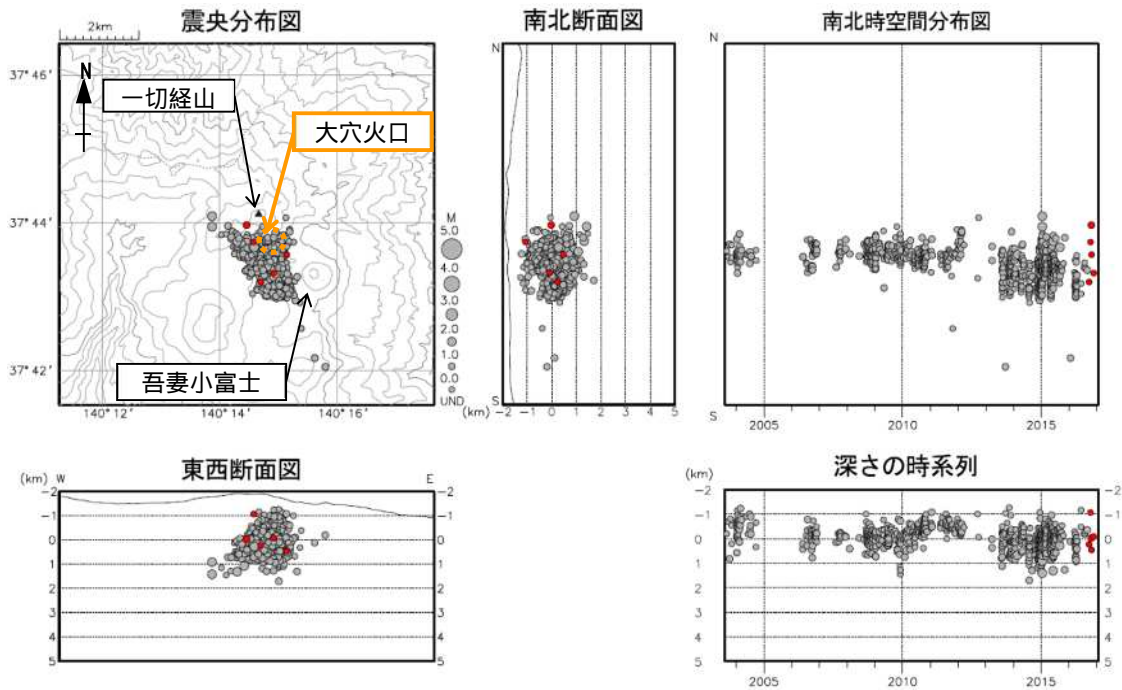 震央分布図
2km
37°46′
37°44′
37°42′
N
一切経山
大穴火口
吾妻小富士
140°12′
140°14′
140°16′
M
5.0
4.0
3.0
2.0
1.0
0.0
UND
南北断面図
N
S
(km)
-2 -1 0 1 2 3 4 5
南北時空間分布図
N
S
2005 2010 2015
東西断面図
(km) W E
-2 -2
-1 -1
0 0
1 1
2 2
3 3
4 4
5 5
深さの時系列
(km)
-2 -2
-1 -1
0 0
1 1
2 2
3 3
4 4
5 5
2005 2010 2015